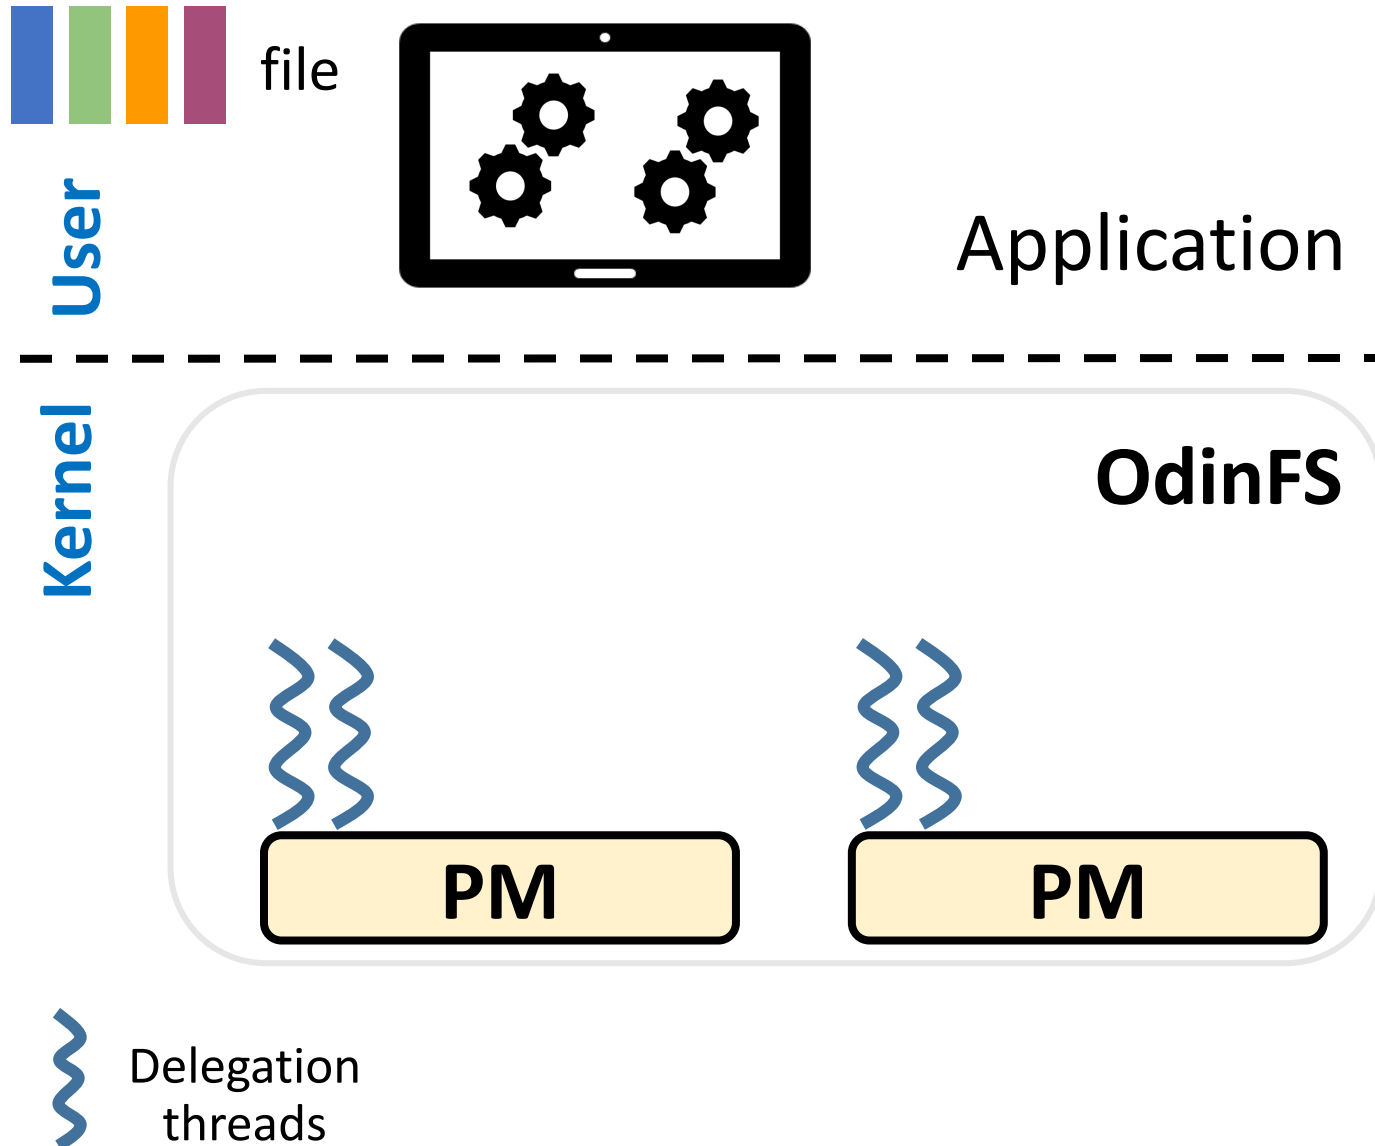 file
User
Application
Kernel
OdinFS
PM
PM
Delegation
threads